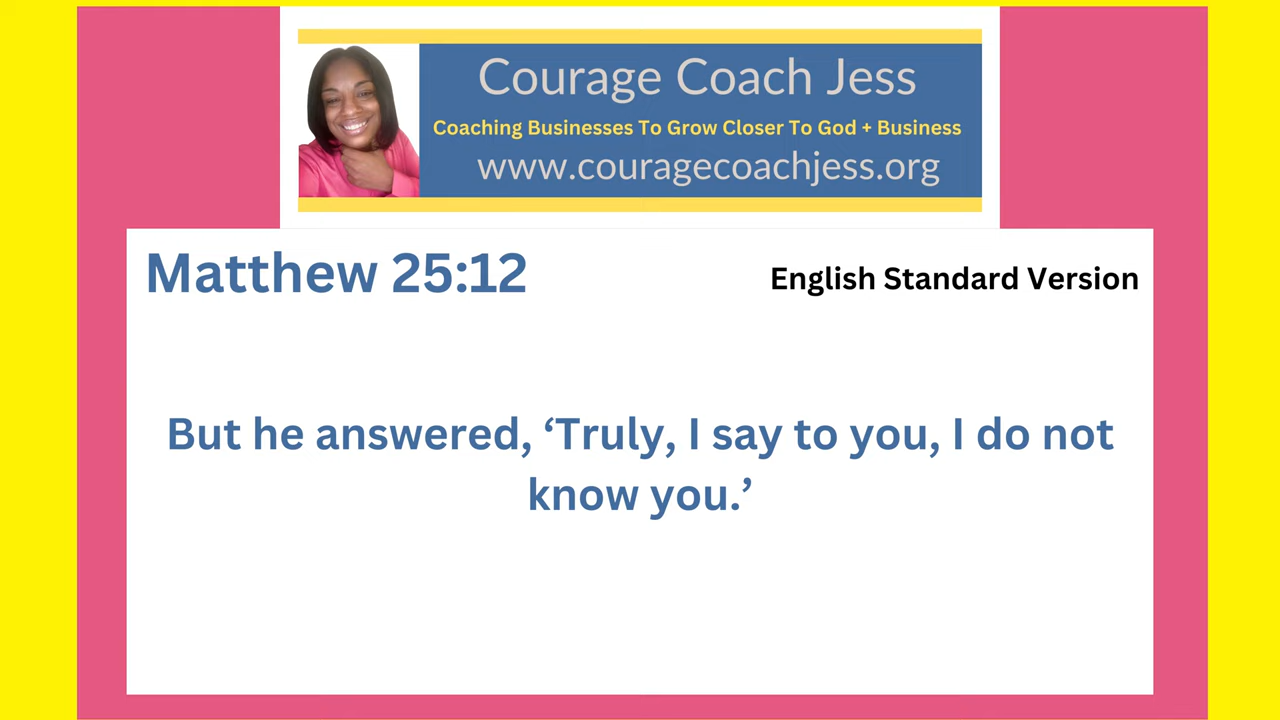 Courage Coach Jess
Coaching Businesses To Grow Closer To God + Business
www.couragecoachjess.org
Matthew 25:12
English Standard Version
But he answered, ‘Truly, I say to you, I do not
know you.’